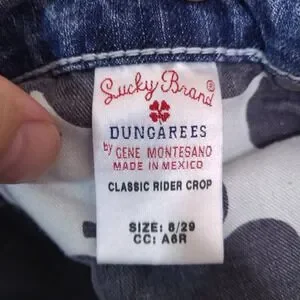 Lucky Brand®
DUNGAREES
by GENE MONTESANO
MADE IN MEXICO
CLASSIC RIDER CROP
SIZE: 8/29
CC: A6R